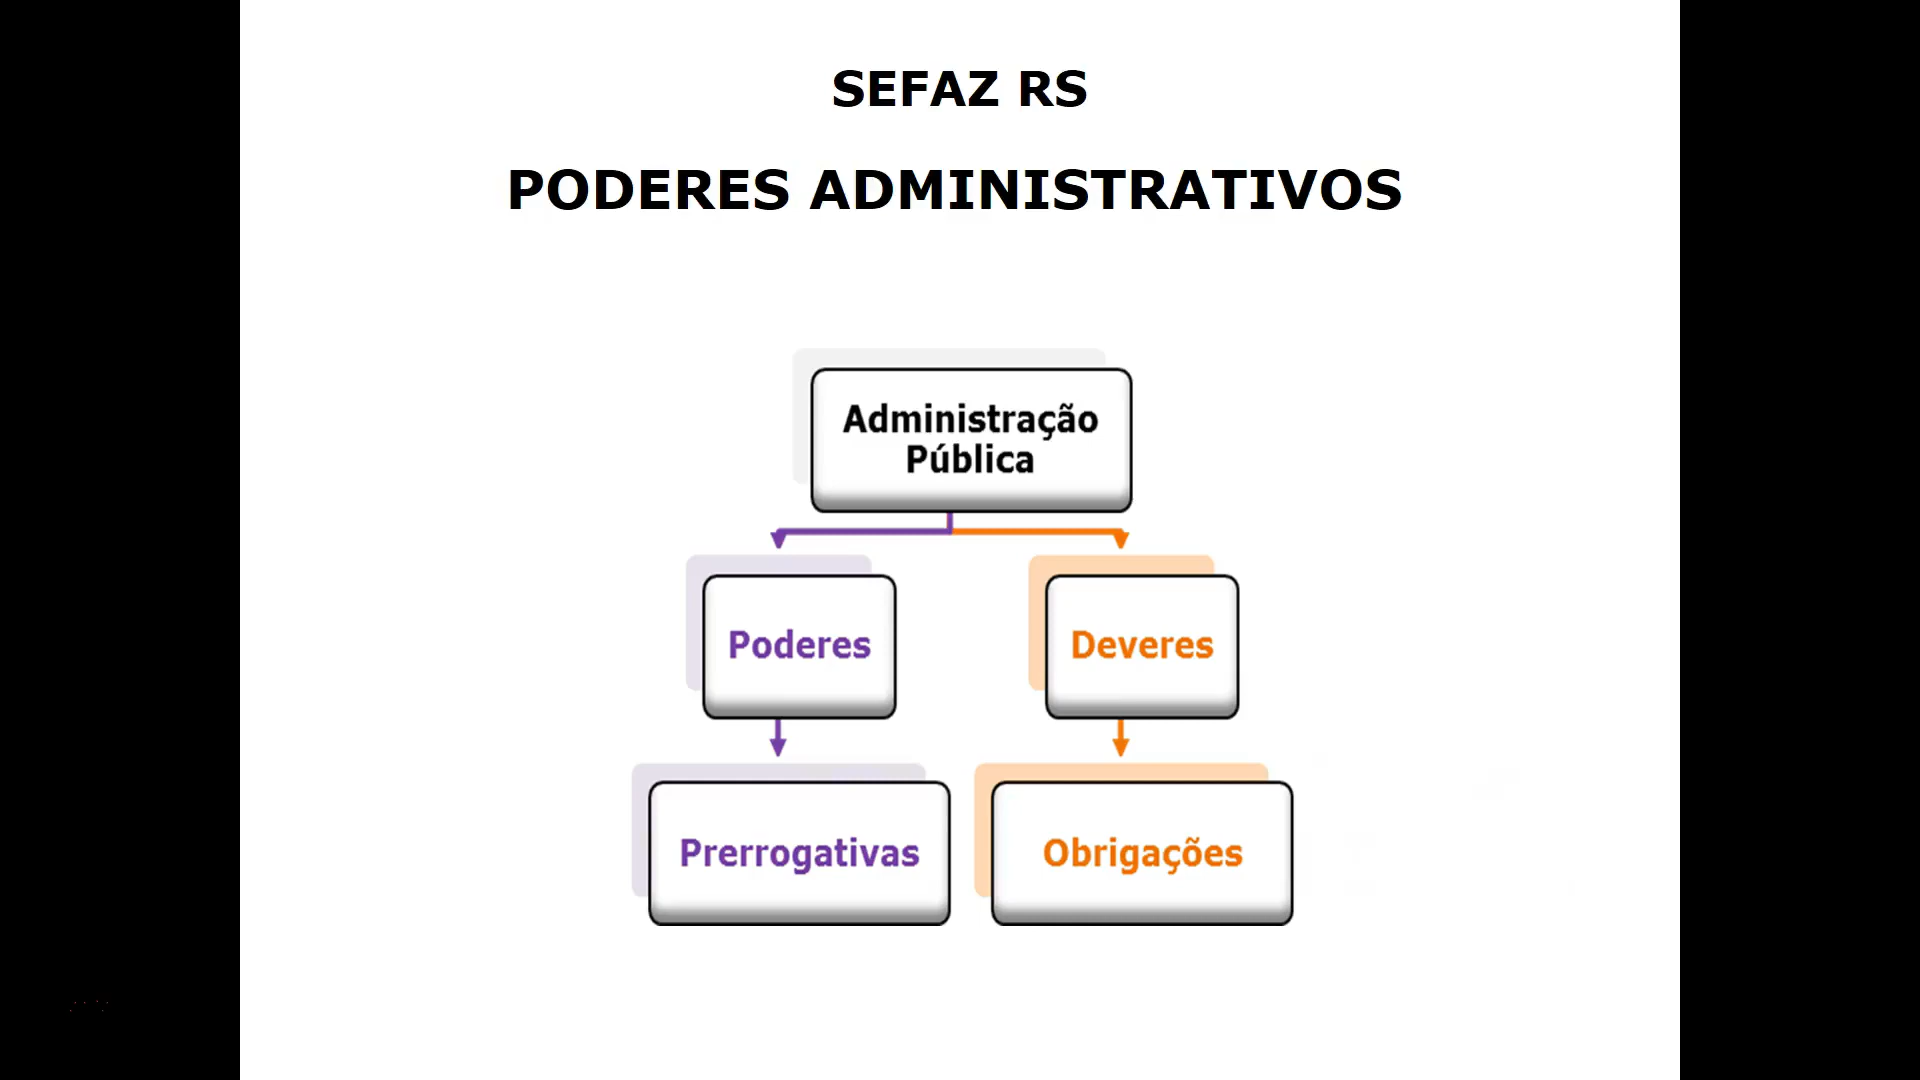 SEFAZ RS
PODERES ADMINISTRATIVOS
Administração
Pública
Poderes
Deveres
Prerrogativas
Obrigações